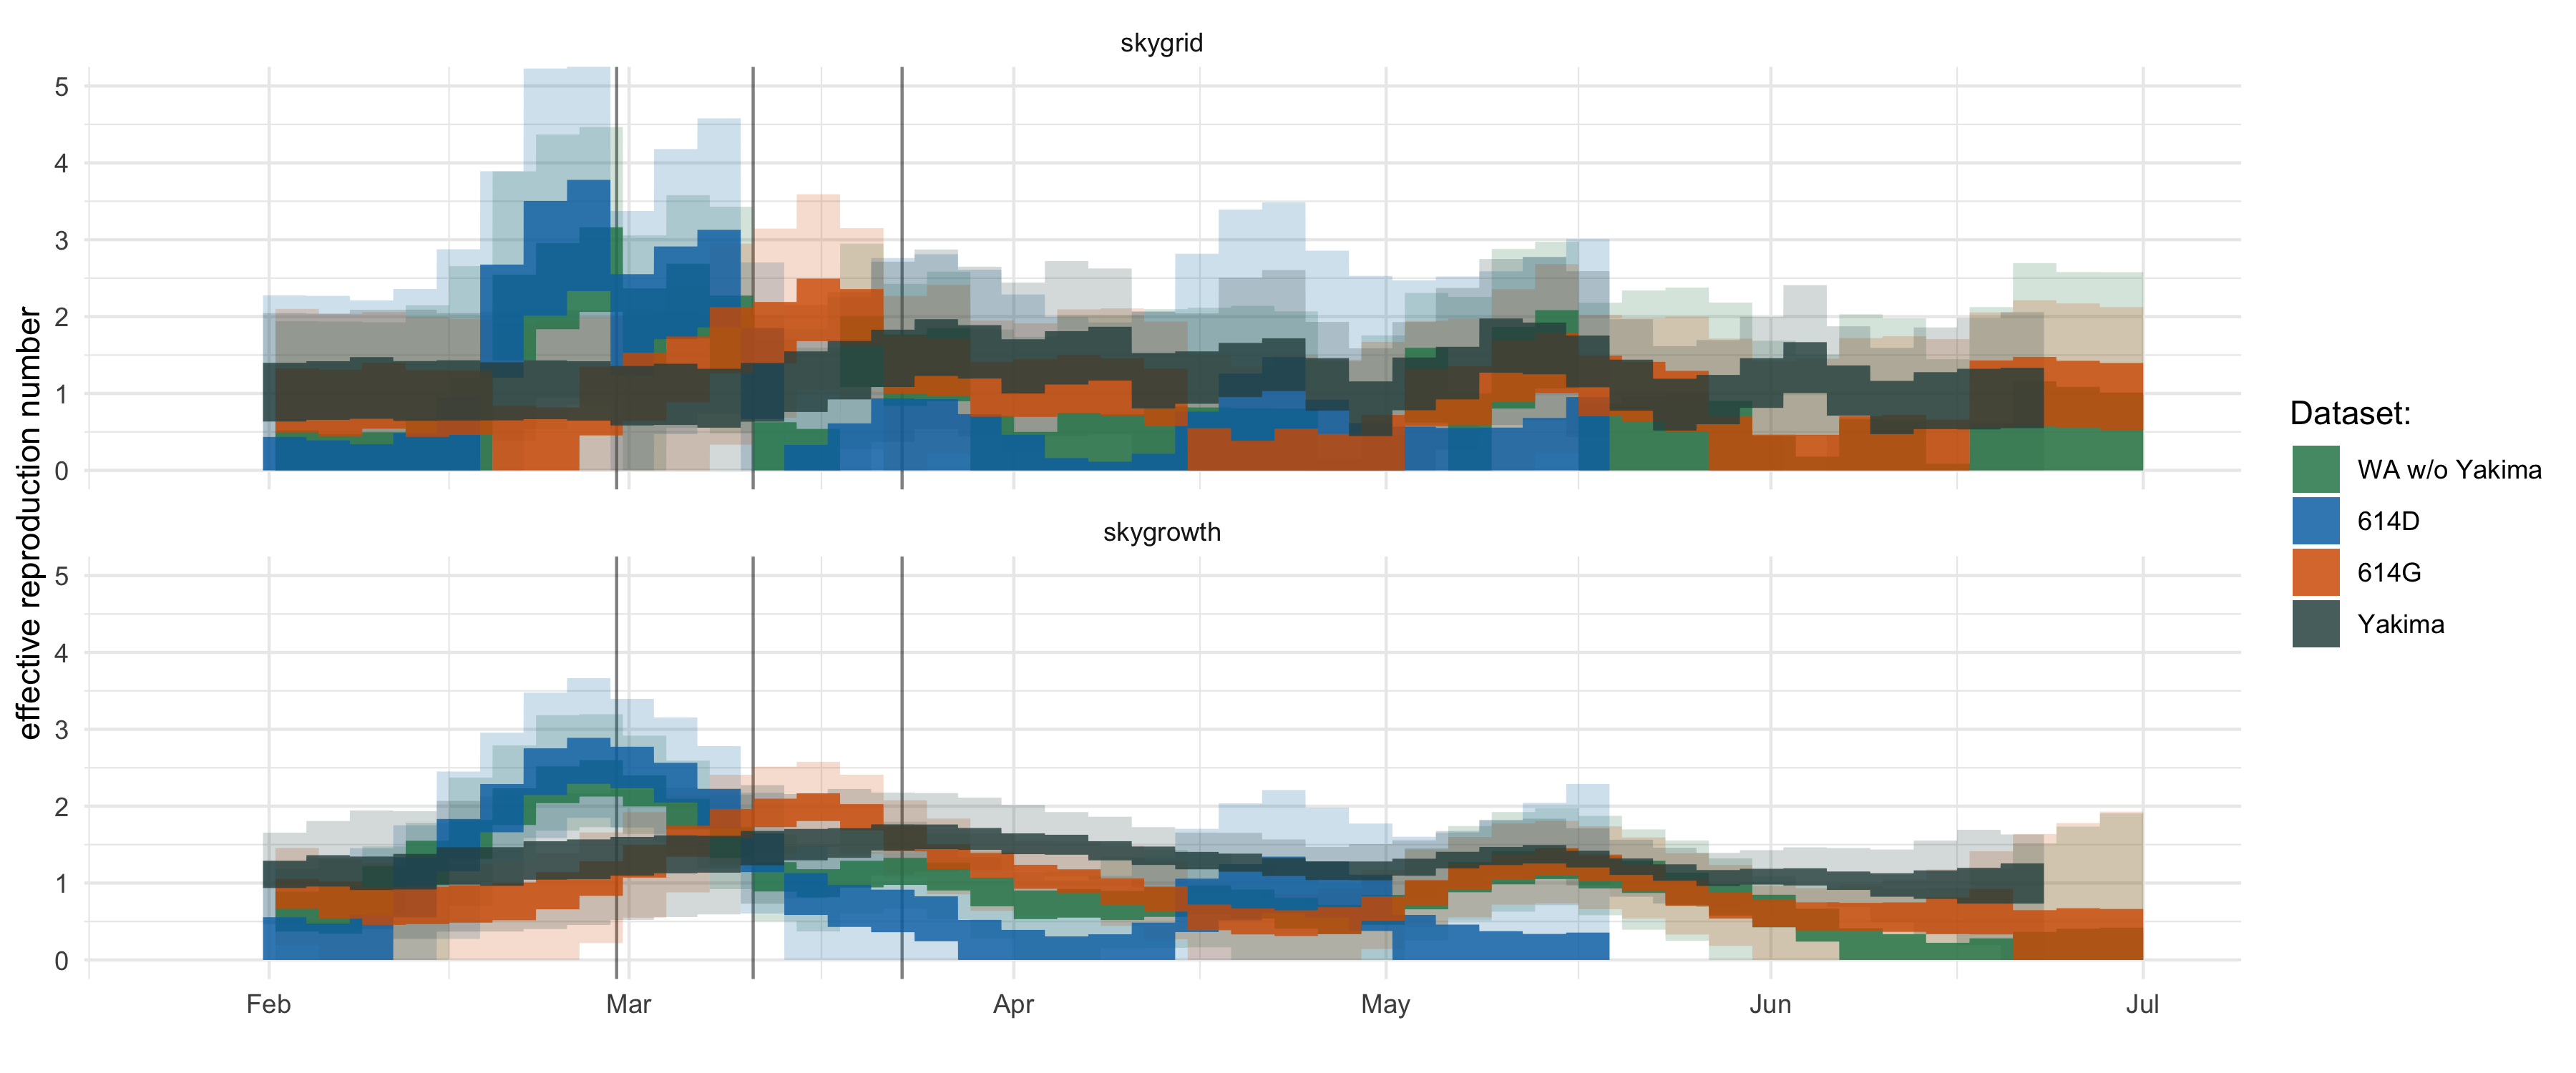 skygrid
5
4
3
2
1
0
effective reproduction number
skygrowth
5
4
3
2
1
0
Feb Mar Apr May Jun Jul
Dataset:
WA w/o Yakima
614D
614G
Yakima